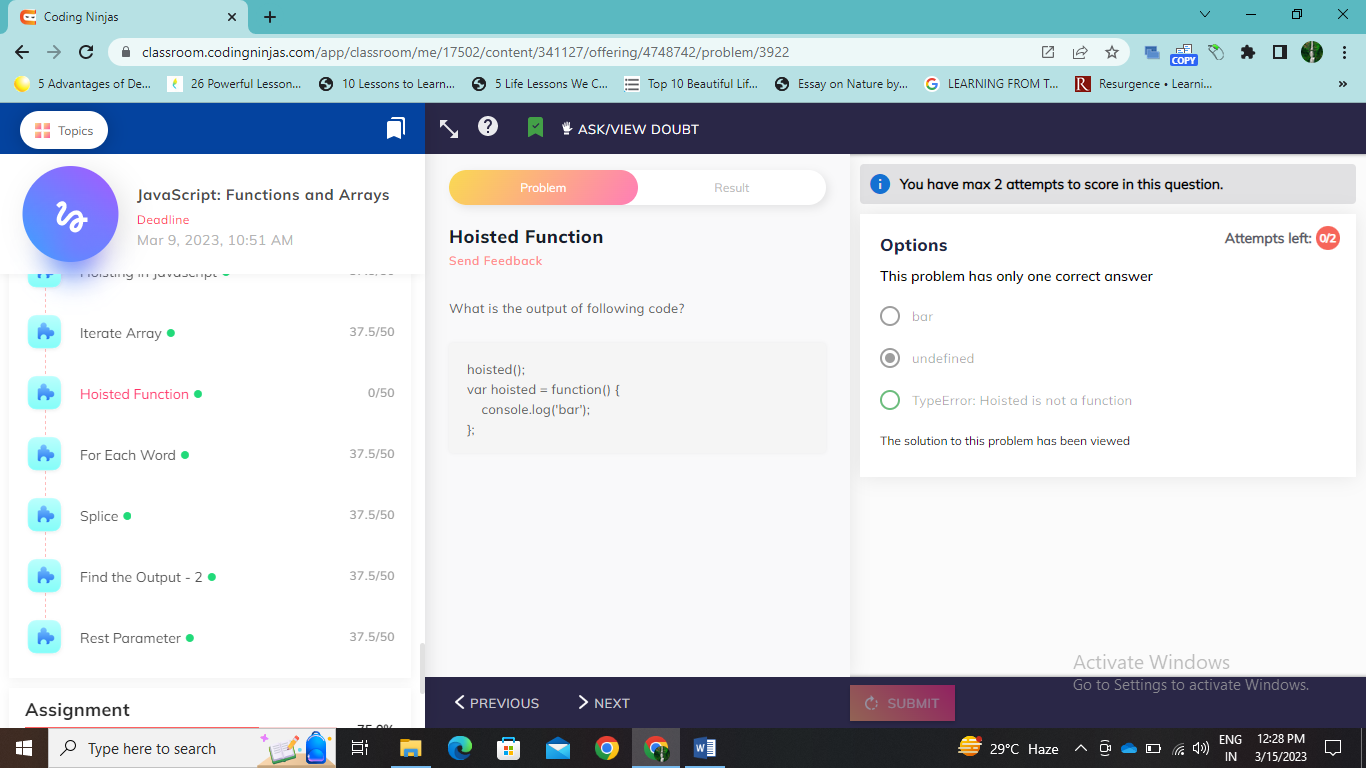 Coding Ninjas
classroom.codingninjas.com/app/classroom/me/17502/content/341127/offering/4748742/problem/3922
COPY
5 Advantages of De...
26 Powerful Lesson...
10 Lessons to Learn...
5 Life Lessons We C...
Top 10 Beautiful Lif...
Essay on Nature by...
LEARNING FROM T...
Resurgence • Learni...
Topics
ASK/VIEW DOUBT
JavaScript: Functions and Arrays
Deadline
Mar 9, 2023, 10:51 AM
Hoisting in Javascript
37.5/50
Iterate Array
37.5/50
Hoisted Function
0/50
For Each Word
37.5/50
Splice
37.5/50
Find the Output - 2
37.5/50
Rest Parameter
37.5/50
Assignment
75.0%
Problem
Result
Hoisted Function
Send Feedback
What is the output of following code?
hoisted();
var hoisted = function() {
console.log('bar');
};
PREVIOUS
NEXT
You have max 2 attempts to score in this question.
Options
Attempts left: 0/2
This problem has only one correct answer
bar
undefined
TypeError: Hoisted is not a function
The solution to this problem has been viewed
Activate Windows
Go to Settings to activate Windows.
SUBMIT
Type here to search
29°C Haze
ENG
IN
12:28 PM
3/15/2023